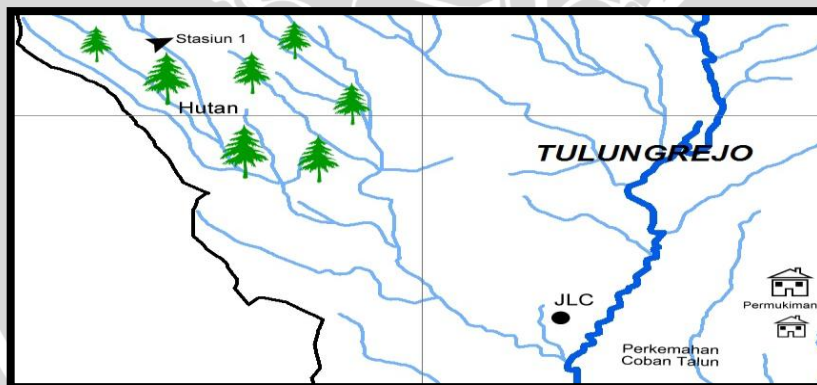 Stasiun 1
Hutan
TULUNGREJO
JLC
Permukiman
Perkemahan
Coban Talun